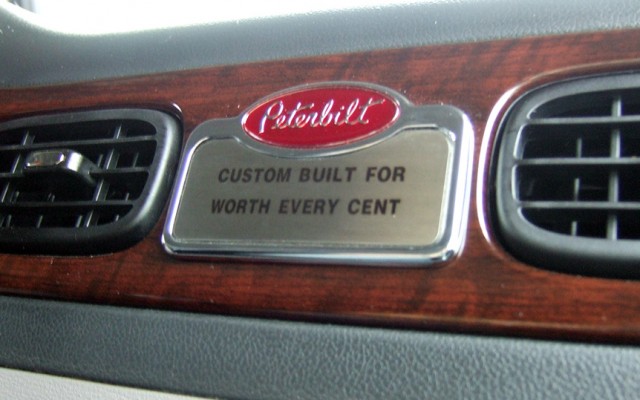 Peterbilt
CUSTOM BUILT FOR
WORTH EVERY CENT